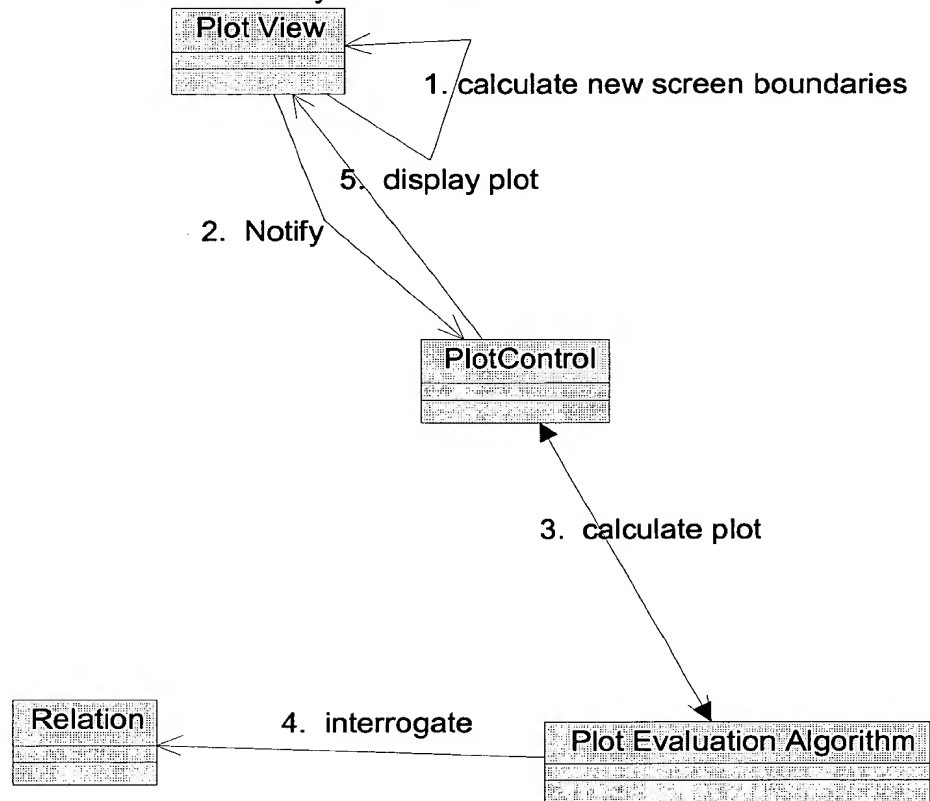 Plot View
1. calculate new screen boundaries
5. display plot
2. Notify
PlotControl
3. calculate plot
Relation
4. interrogate
Plot Evaluation Algorithm